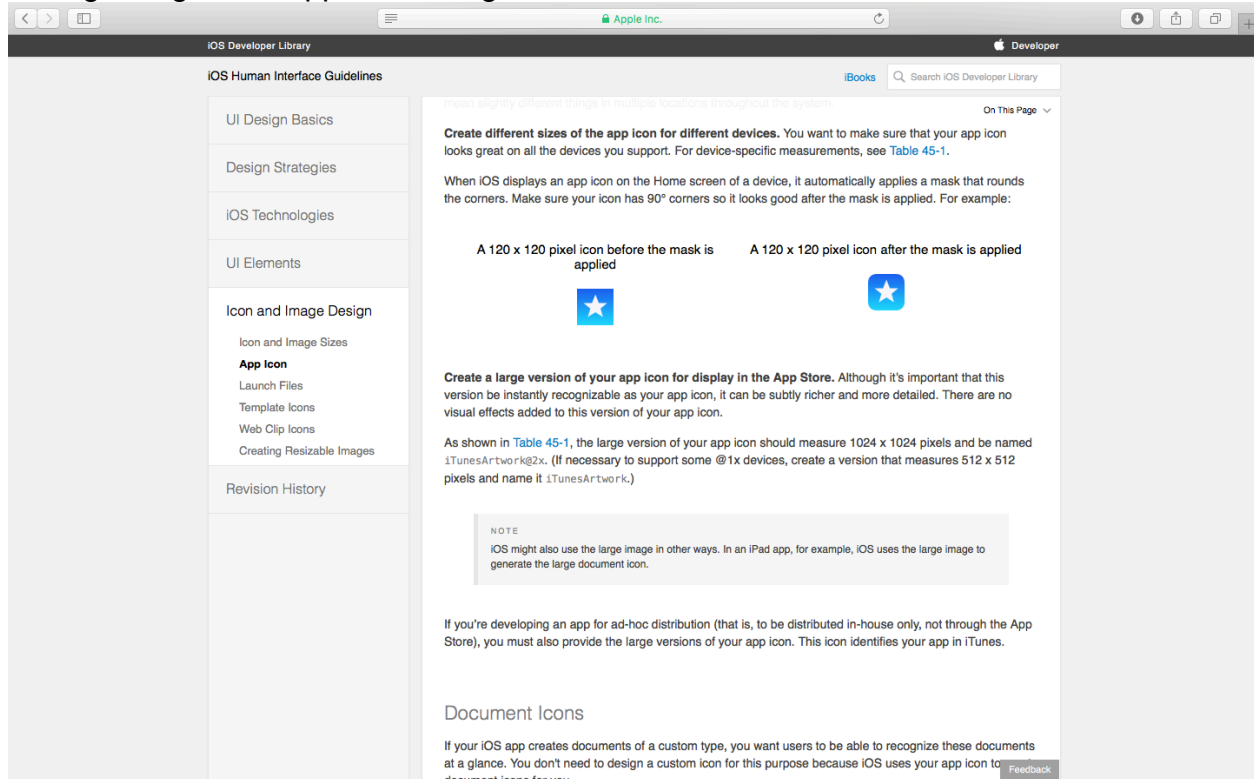 Apple Inc.
iOS Developer Library
Developer
iOS Human Interface Guidelines
iBooks
Search iOS Developer Library
UI Design Basics
Design Strategies
iOS Technologies
UI Elements
Icon and Image Design
Icon and Image Sizes
App Icon
Launch Files
Template Icons
Web Clip Icons
Creating Resizable Images
Revision History
mean slightly different things in multiple locations throughout the system.
On This Page
Create different sizes of the app icon for different devices. You want to make sure that your app icon
looks great on all the devices you support. For device-specific measurements, see Table 45-1.
When iOS displays an app icon on the Home screen of a device, it automatically applies a mask that rounds
the corners. Make sure your icon has 90° corners so it looks good after the mask is applied. For example:
A 120 x 120 pixel icon before the mask is
applied
A 120 x 120 pixel icon after the mask is applied
Create a large version of your app icon for display in the App Store. Although it's important that this
version be instantly recognizable as your app icon, it can be subtly richer and more detailed. There are no
visual effects added to this version of your app icon.
As shown in Table 45-1, the large version of your app icon should measure 1024 x 1024 pixels and be named
iTunesArtwork@2x. (If necessary to support some @1x devices, create a version that measures 512 x 512
pixels and name it iTunesArtwork.)
NOTE
iOS might also use the large image in other ways. In an iPad app, for example, iOS uses the large image to
generate the large document icon.
If you're developing an app for ad-hoc distribution (that is, to be distributed in-house only, not through the App
Store), you must also provide the large versions of your app icon. This icon identifies your app in iTunes.
Document Icons
If your iOS app creates documents of a custom type, you want users to be able to recognize these documents
at a glance. You don't need to design a custom icon for this purpose because iOS uses your app icon to
Feedback